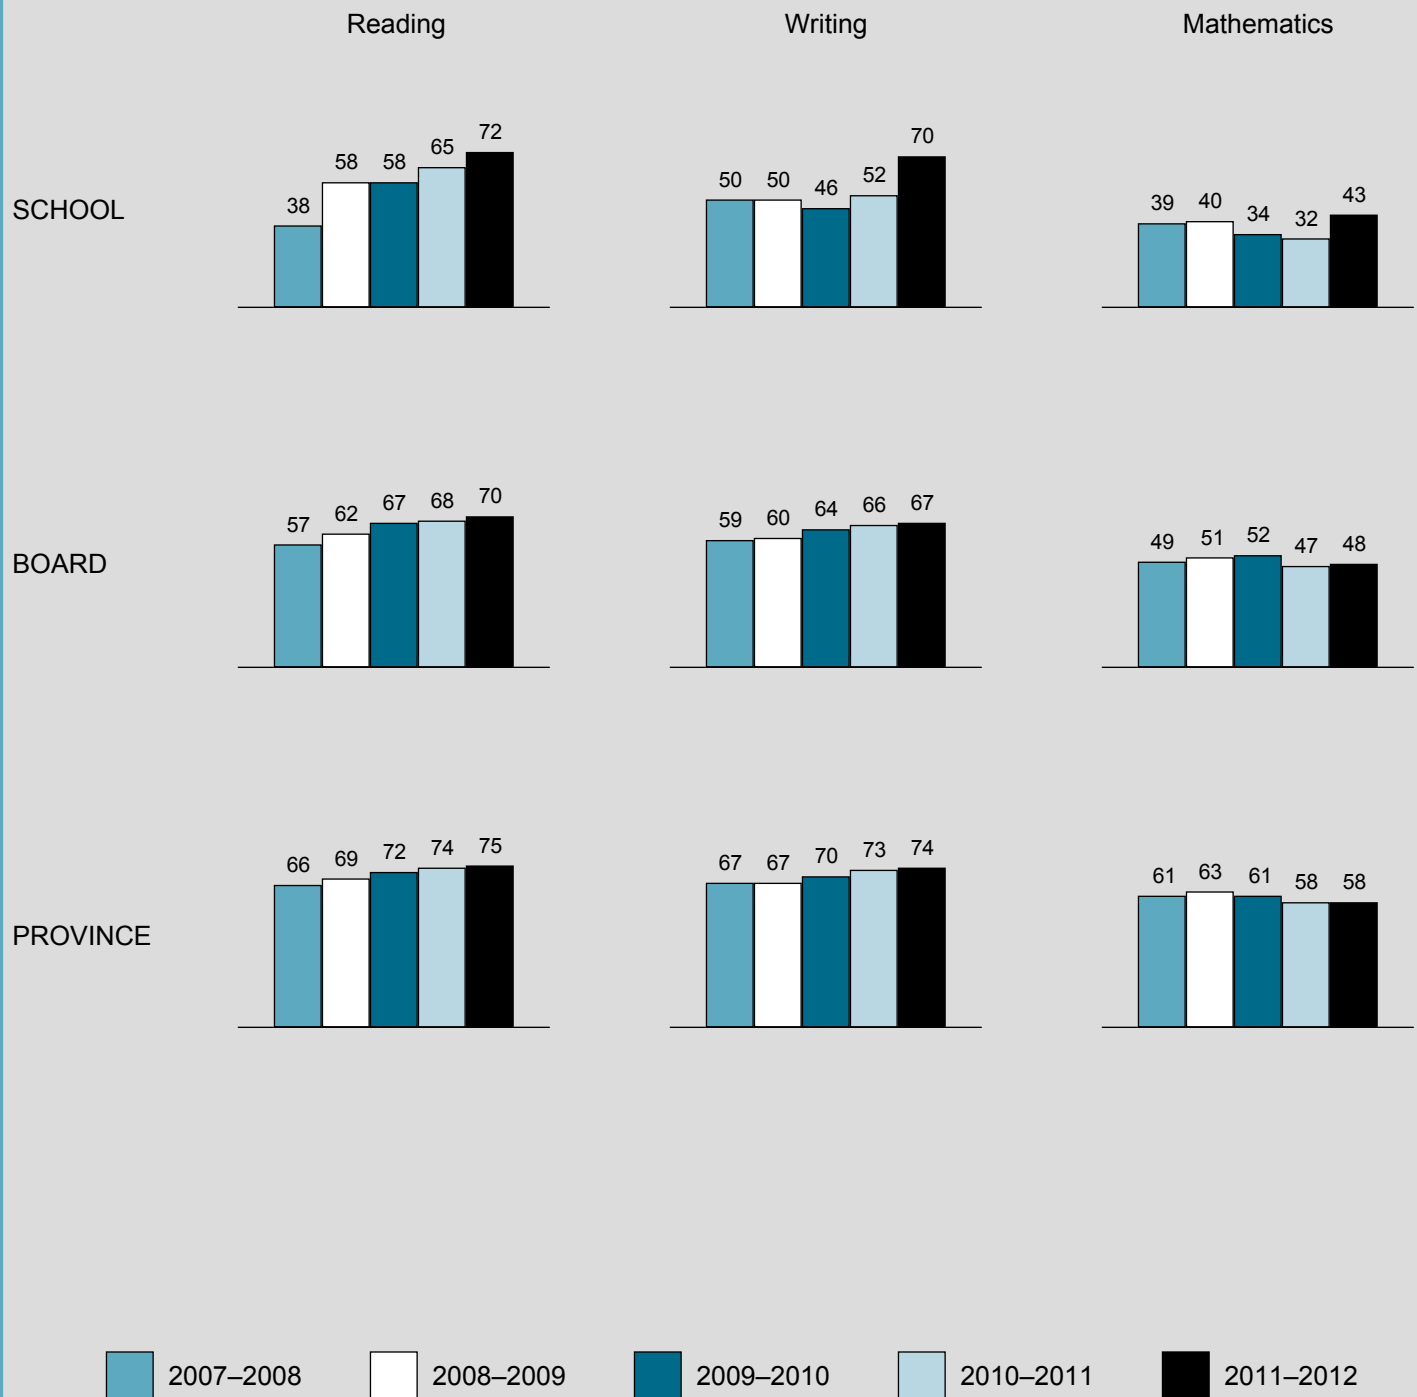 Reading Writing Mathematics
SCHOOL
38 58 58 65 72
50 50 46 52 70
39 40 34 32 43
BOARD
57 62 67 68 70
59 60 64 66 67
49 51 52 47 48
PROVINCE
66 69 72 74 75
67 67 70 73 74
61 63 61 58 58
2007–2008 2008–2009 2009–2010 2010–2011 2011–2012